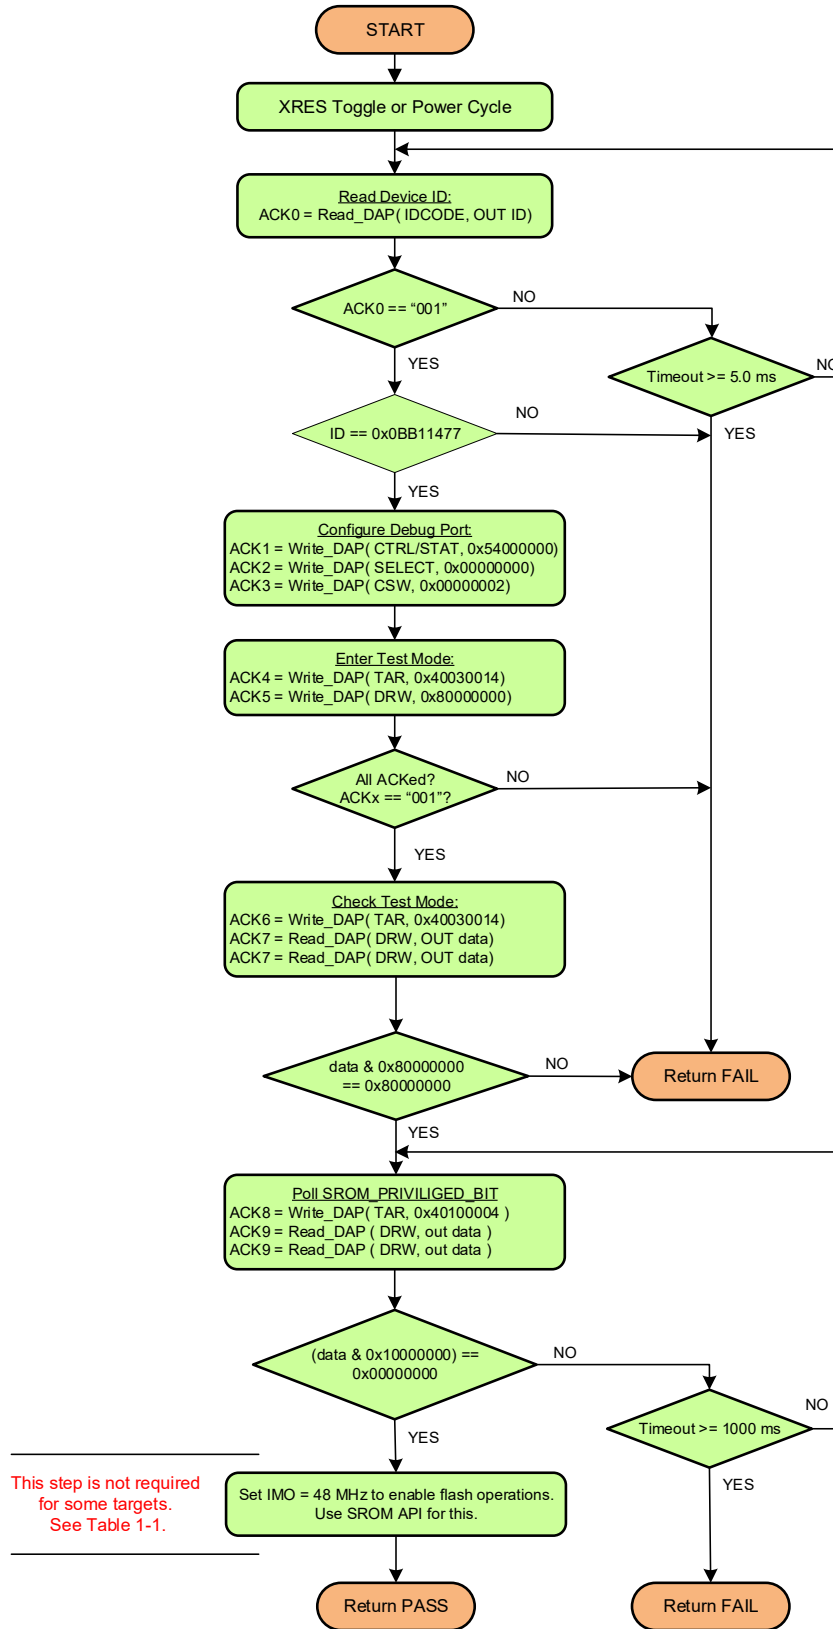 START
XRES Toggle or Power Cycle
Read Device ID:
ACK0 = Read_DAP( IDCODE, OUT ID)
ACK0 == “001”
NO
YES
Timeout >= 5.0 ms
NO
YES
ID == 0x0BB11477
NO
YES
Configure Debug Port:
ACK1 = Write_DAP( CTRL/STAT, 0x54000000)
ACK2 = Write_DAP( SELECT, 0x00000000)
ACK3 = Write_DAP( CSW, 0x00000002)
Enter Test Mode:
ACK4 = Write_DAP( TAR, 0x40030014)
ACK5 = Write_DAP( DRW, 0x80000000)
All ACKed?
ACKx == “001”?
NO
YES
Check Test Mode:
ACK6 = Write_DAP( TAR, 0x40030014)
ACK7 = Read_DAP( DRW, OUT data)
ACK7 = Read_DAP( DRW, OUT data)
data & 0x80000000
== 0x80000000
NO
Return FAIL
YES
Poll SROM_PRIVILIGED_BIT
ACK8 = Write_DAP( TAR, 0x40100004 )
ACK9 = Read_DAP ( DRW, out data )
ACK9 = Read_DAP ( DRW, out data )
(data & 0x10000000) ==
0x00000000
NO
YES
Timeout >= 1000 ms
NO
YES
This step is not required
for some targets.
See Table 1-1.
Set IMO = 48 MHz to enable flash operations.
Use SROM API for this.
Return PASS
Return FAIL